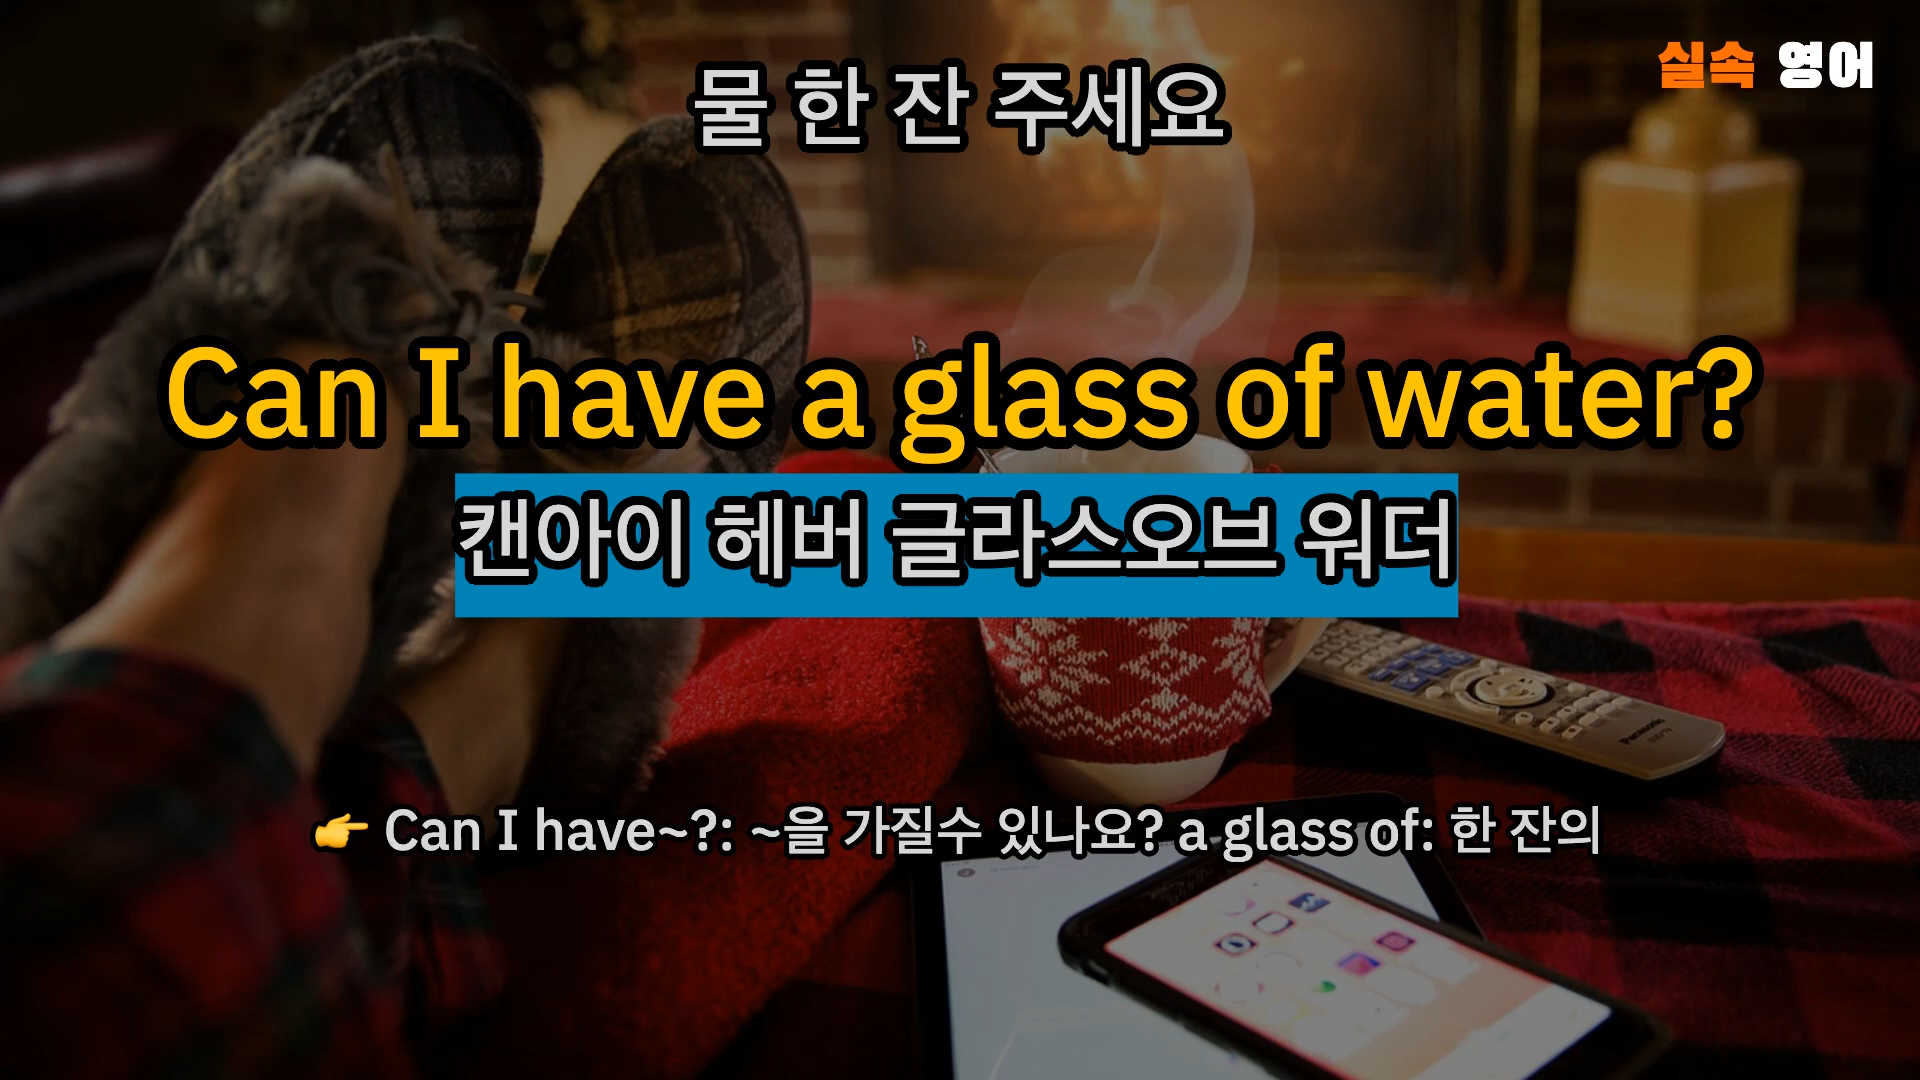 실속 영어
물 한 잔 주세요
Can I have a glass of water?
캔아이 헤버 글라스오브 워더
👉 Can I have~?: ~을 가질수 있나요? a glass of: 한 잔의
Panasonic